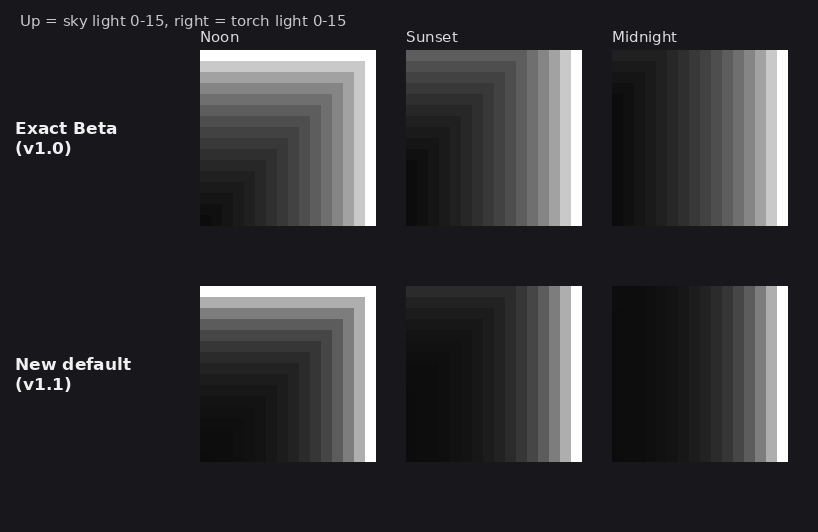 Up = sky light 0-15, right = torch light 0-15
Noon
Sunset
Midnight
Exact Beta
(v1.0)
New default
(v1.1)